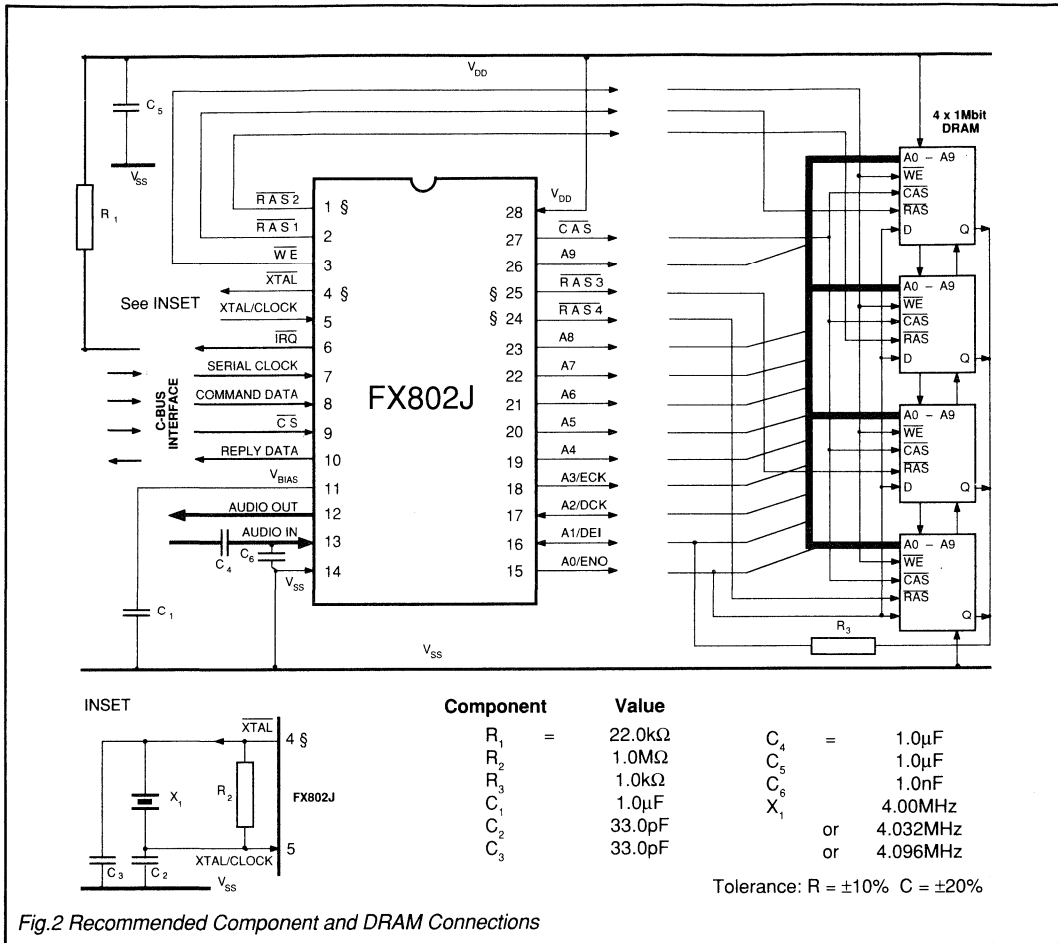 V_DD
C_5
V_SS
R_1
4 x 1Mbit
DRAM
A0 – A9
WE
CAS
RAS
D
Q
A0 – A9
WE
CAS
RAS
D
Q
A0 – A9
WE
CAS
RAS
D
Q
A0 – A9
WE
CAS
RAS
Q
FX802J
RAS2
1 §
RAS1
2
WE
3
XTAL
4 §
See INSET
XTAL/CLOCK
5
IRQ
6
SERIAL CLOCK
7
COMMAND DATA
8
CS
9
REPLY DATA
10
C-BUS
INTERFACE
V_BIAS
11
AUDIO OUT
12
AUDIO IN
13
C_4
C_6
V_SS
14
C_1
V_DD
28
CAS
27
A9
26
RAS3
§ 25
RAS4
§ 24
A8
23
A7
22
A6
21
A5
20
A4
19
A3/ECK
18
A2/DCK
17
A1/DEI
16
A0/ENO
15
R_3
V_SS
INSET
XTAL
4 §
X_1
R_2
FX802J
5
XTAL/CLOCK
C_3
C_2
V_SS
Component Value
R_1 = 22.0kΩ
R_2 1.0MΩ
R_3 1.0kΩ
C_1 1.0µF
C_2 33.0pF
C_3 33.0pF
C_4 = 1.0µF
C_5 1.0µF
C_6 1.0nF
X_1 4.00MHz
or 4.032MHz
or 4.096MHz
Tolerance: R = ±10% C = ±20%
Fig.2 Recommended Component and DRAM Connections